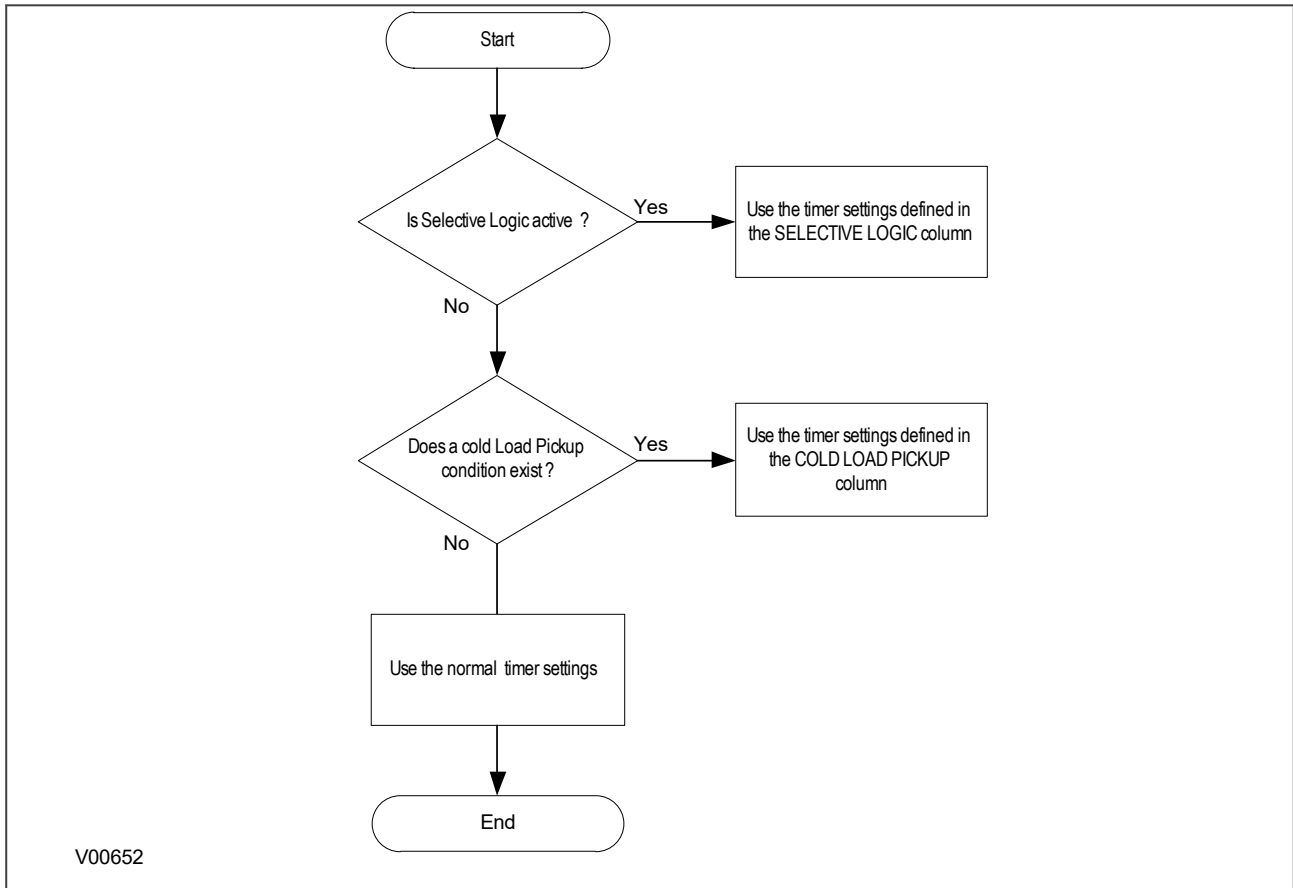 Start
Is Selective Logic active ?
Yes
Use the timer settings defined in
the SELECTIVE LOGIC column
No
Does a cold Load Pickup
condition exist ?
Yes
Use the timer settings defined in
the COLD LOAD PICKUP
column
No
Use the normal timer settings
End
V00652